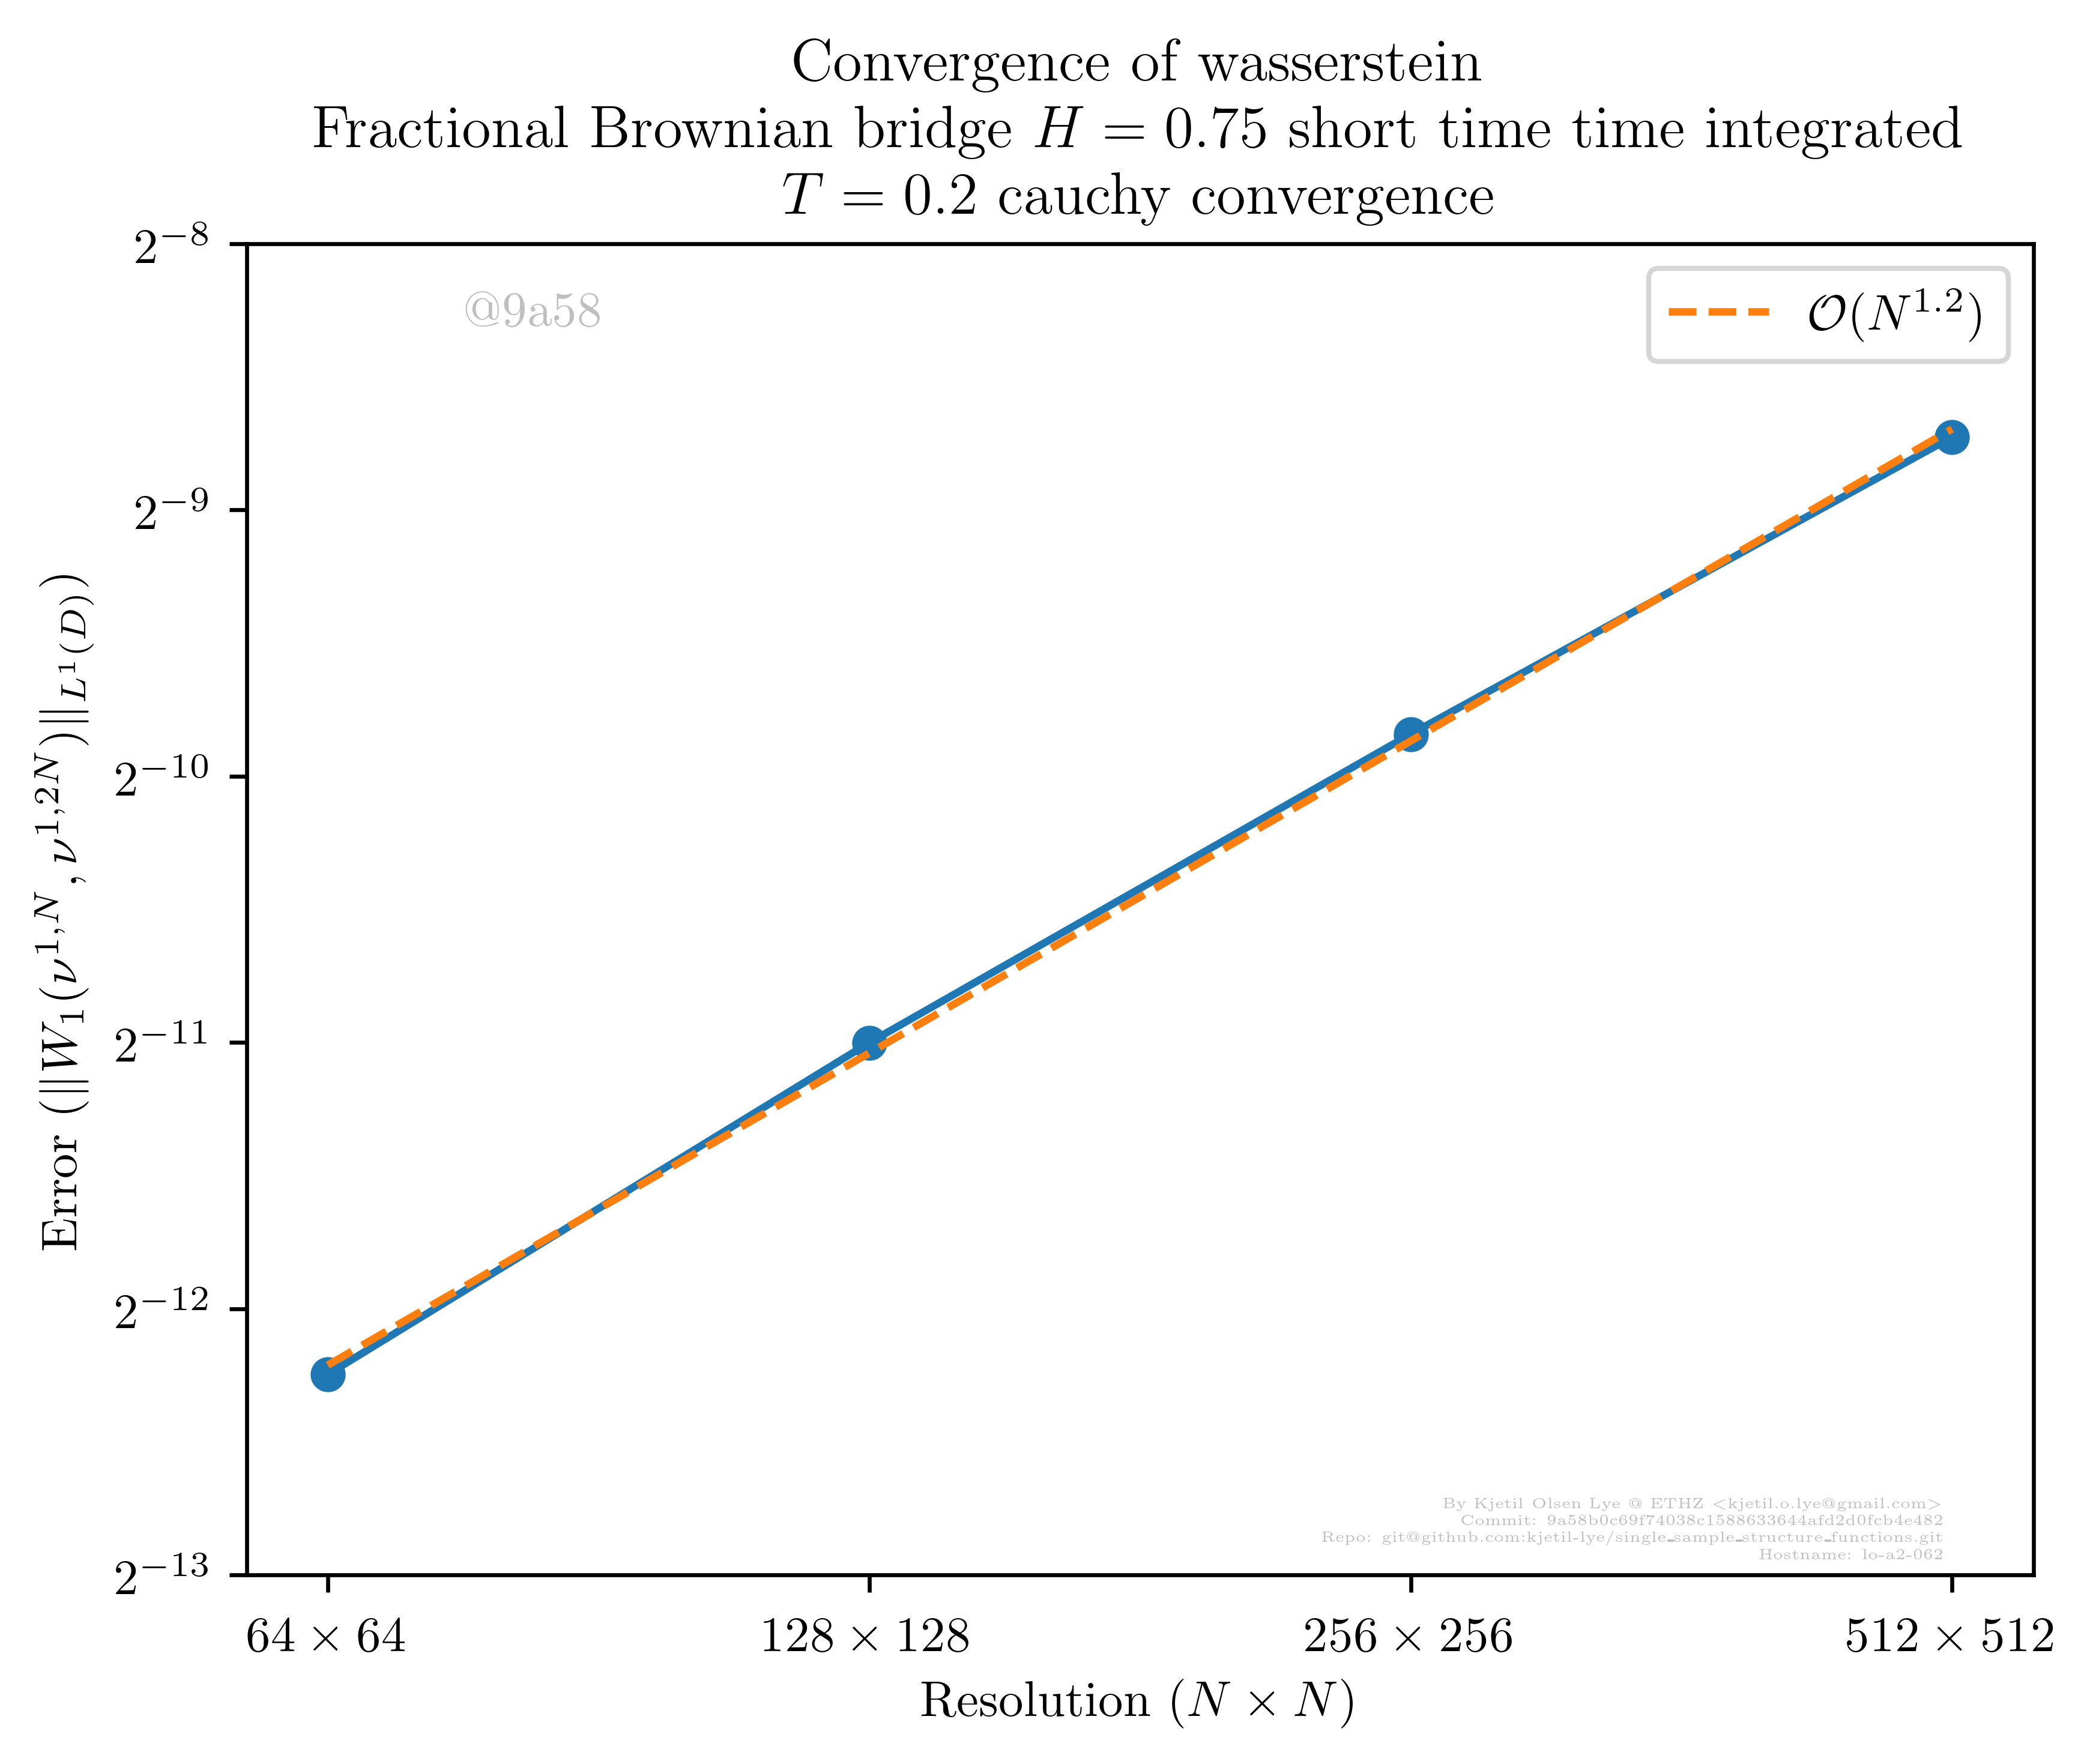 Convergence of wasserstein
Fractional Brownian bridge H = 0.75 short time time integrated
T = 0.2 cauchy convergence
2⁻⁸
2⁻⁹
2⁻¹⁰
2⁻¹¹
2⁻¹²
2⁻¹³
Error (||W₁(ν^{1,N}, ν^{1,2N})||_{L¹(D)})
@9a58
𝒪(N^{1.2})
By Kjetil Olsen Lye @ ETHZ <kjetil.o.lye@gmail.com>
Commit: 9a58b0c69f74038c1588633644afd2d0fcb4e482
Repo: git@github.com:kjetil-lye/single_sample_structure_functions.git
Hostname: lo-a2-062
64 × 64
128 × 128
256 × 256
512 × 512
Resolution (N × N)